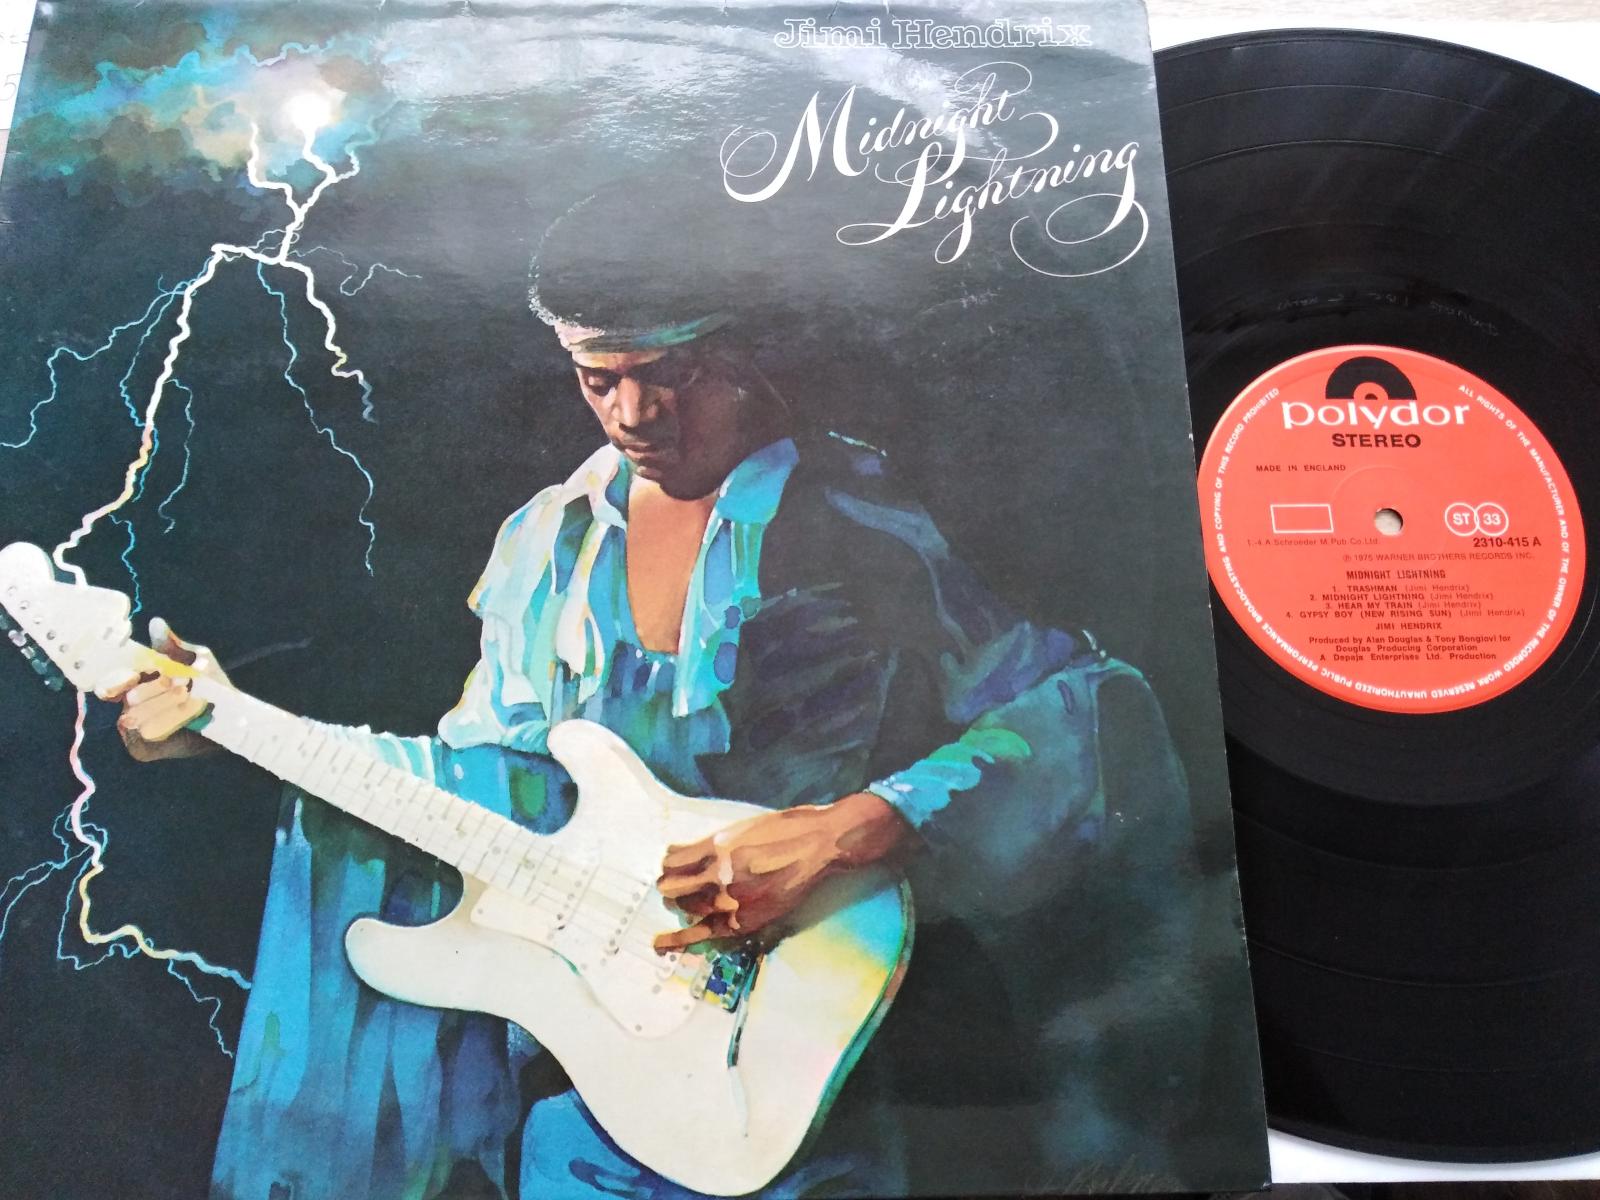 Jimi Hendrix
Midnight
Lightning
polydor
STEREO
MADE IN ENGLAND
ST 33
2310-415 A
1.-4 A.Schroeder M.Pub Co.Ltd.
℗ 1975 WARNER BROTHERS RECORDS INC.
MIDNIGHT LIGHTNING
1. TRASHMAN (Jimi Hendrix)
2. MIDNIGHT LIGHTNING (Jimi Hendrix)
3. HEAR MY TRAIN (Jimi Hendrix)
4. GYPSY BOY (NEW RISING SUN) (Jimi Hendrix)
JIMI HENDRIX
Produced by Alan Douglas & Tony Bongiovi for
Douglas Producing Corporation
A Depaja Enterprises Ltd. Production
ALL RIGHTS OF THE MANUFACTURER AND OF THE OWNER OF THE RECORDED WORK RESERVED UNAUTHORIZED PUBLIC PERFORMANCE BROADCASTING AND COPYING OF THIS RECORD PROHIBITED